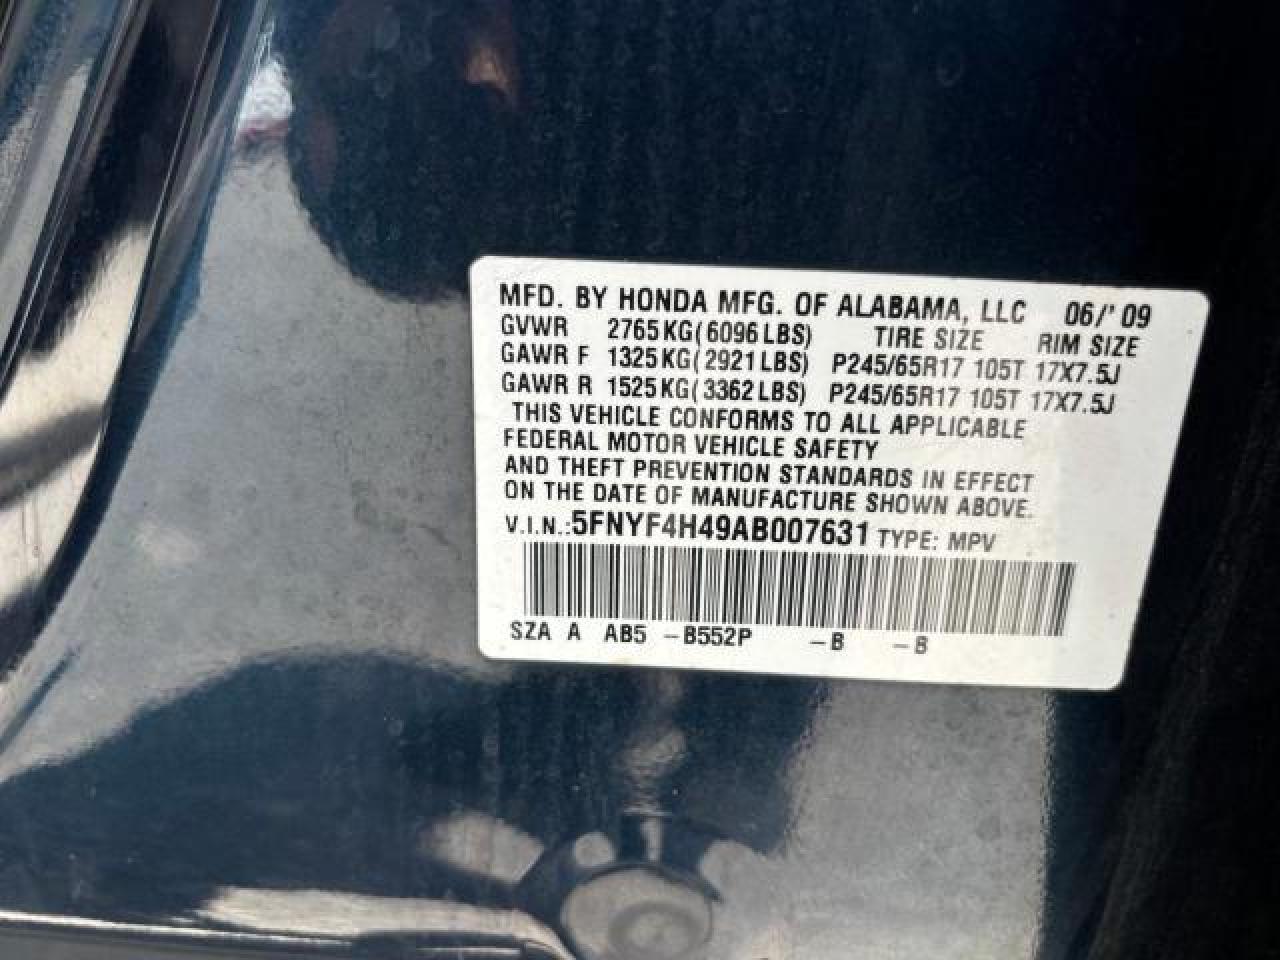 MFD. BY HONDA MFG. OF ALABAMA, LLC 06/'09
GVWR 2765KG(6096LBS) TIRE SIZE RIM SIZE
GAWR F 1325KG(2921LBS) P245/65R17 105T 17X7.5J
GAWR R 1525KG(3362LBS) P245/65R17 105T 17X7.5J
THIS VEHICLE CONFORMS TO ALL APPLICABLE
FEDERAL MOTOR VEHICLE SAFETY
AND THEFT PREVENTION STANDARDS IN EFFECT
ON THE DATE OF MANUFACTURE SHOWN ABOVE.
V.I.N.:5FNYF4H49AB007631 TYPE: MPV
SZA A AB5 -B552P -B -B